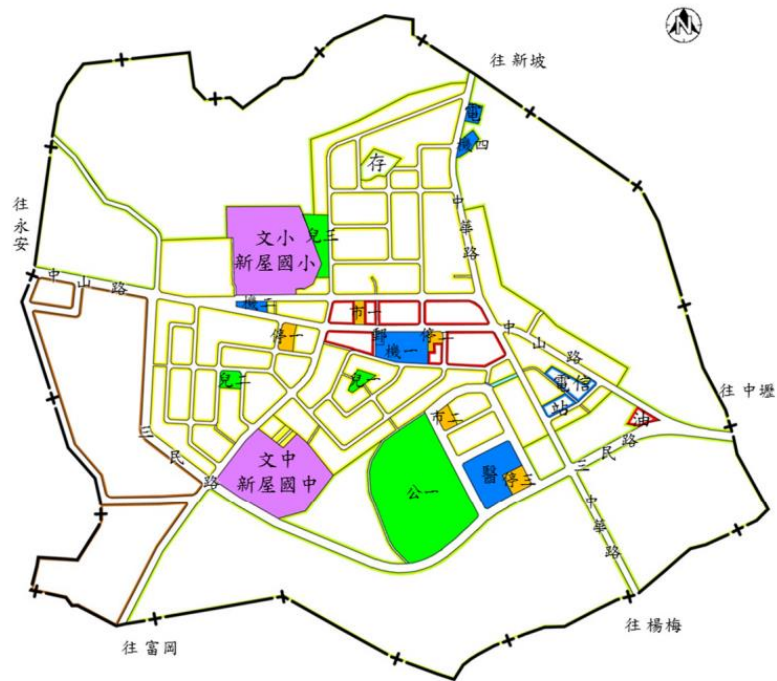 N
往新坡
電
機四
存
中華路
往永安
文小
兒三
新屋國小
中山路
機二
市一
停一
郵
停二
機一
中山路
兒二
兒一
電信
站
往中壢
市二
油
三民路
三民路
文中
新屋國中
公一
醫
停三
中華路
往楊梅
往富岡